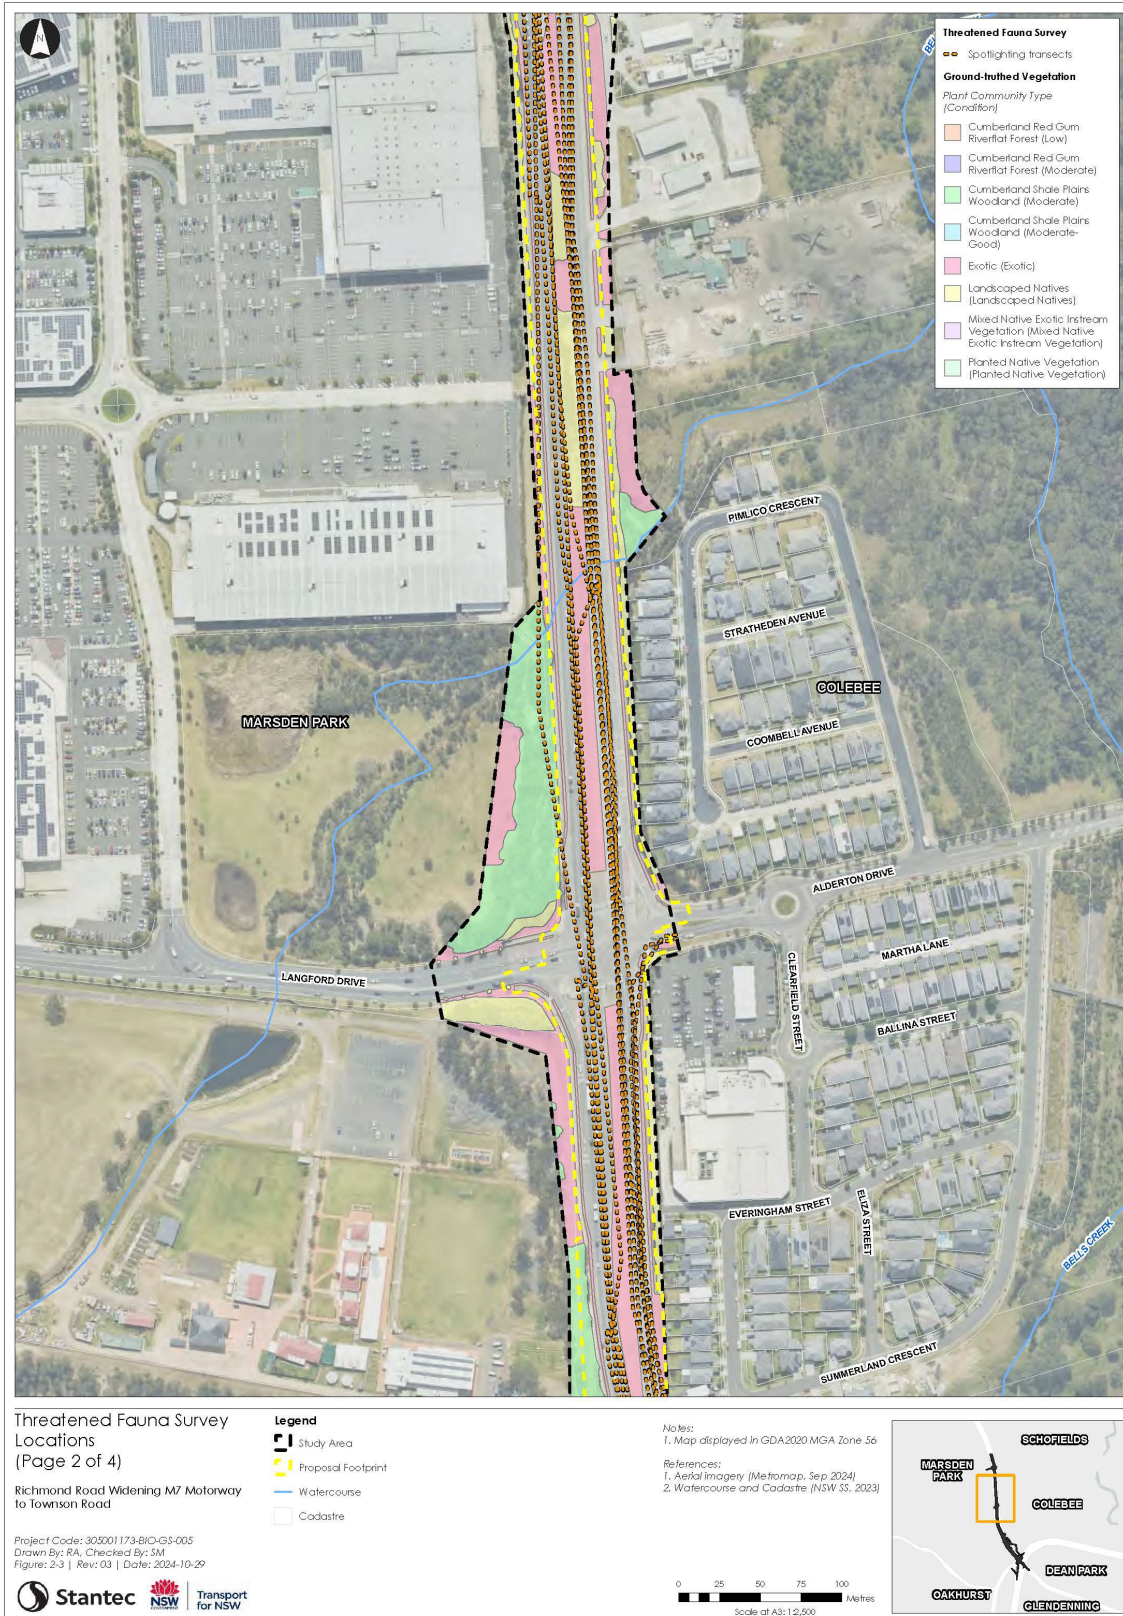 N
Threatened Fauna Survey
Spotlighting transects
Ground-truthed Vegetation
Plant Community Type
(Condition)
Cumberland Red Gum
Riverflat Forest (Low)
Cumberland Red Gum
Riverflat Forest (Moderate)
Cumberland Shale Plains
Woodland (Moderate)
Cumberland Shale Plains
Woodland (Moderate-
Good)
Exotic (Exotic)
Landscaped Natives
(Landscaped Natives)
Mixed Native Exotic Instream
Vegetation (Mixed Native
Exotic Instream Vegetation)
Planted Native Vegetation
(Planted Native Vegetation)
PIMLICO CRESCENT
STRATHEDEN AVENUE
COLEBEE
MARSDEN PARK
COOMBELL AVENUE
ALDERTON DRIVE
MARTHA LANE
LANGFORD DRIVE
CLEARFIELD STREET
BALLINA STREET
EVERINGHAM STREET
ELIZA STREET
BELLS CREEK
SUMMERLAND CRESCENT
Threatened Fauna Survey
Locations
(Page 2 of 4)
Richmond Road Widening M7 Motorway
to Townson Road
Project Code: 305001173-BIO-GS-005
Drawn By: RA, Checked By: SM
Figure: 2-3 | Rev: 03 | Date: 2024-10-29
Stantec
NSW
GOVERNMENT
Transport
for NSW
Legend
Study Area
Proposal Footprint
Watercourse
Cadastre
Notes:
1. Map displayed in GDA2020 MGA Zone 56
References:
1. Aerial imagery (Metromap, Sep 2024)
2. Watercourse and Cadastre (NSW SS, 2023)
0 25 50 75 100
Metres
Scale at A3: 1:2,500
SCHOFIELDS
MARSDEN
PARK
COLEBEE
DEAN PARK
OAKHURST
GLENDENNING